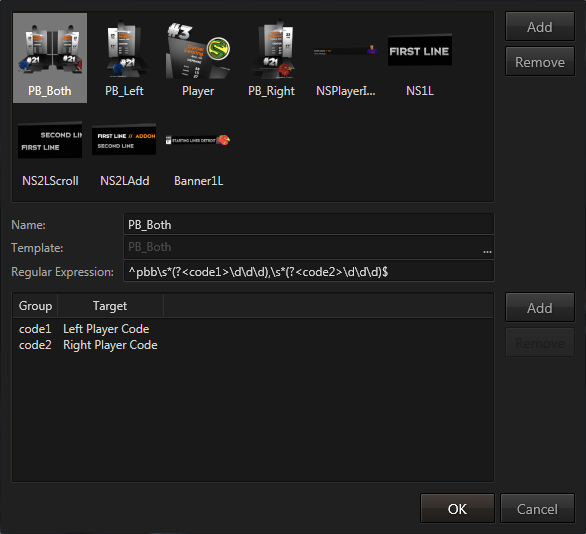 Add
Remove
#21 #21
PB_Both
#21
PB_Left
#3
Player
#21
PB_Right
NSPlayerI...
FIRST LINE
NS1L
SECOND LIN
FIRST LINE
NS2LScroll
FIRST LINE // ADDON
SECOND LINE
NS2LAdd
STARTING LINES DETROIT
Banner1L
Name: PB_Both
Template: PB_Both ...
Regular Expression: ^pbb\s*(?<code1>\d\d\d),\s*(?<code2>\d\d\d)$
Group Target
Add
code1 Left Player Code
code2 Right Player Code
Remove
OK Cancel